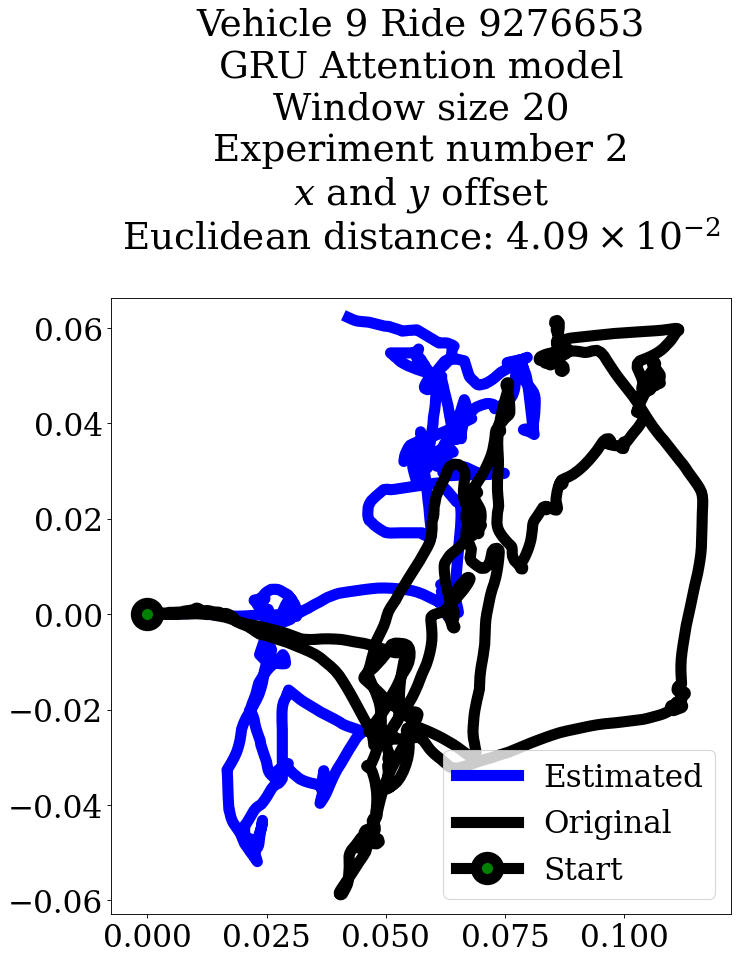 Vehicle 9 Ride 9276653
GRU Attention model
Window size 20
Experiment number 2
x and y offset
Euclidean distance: 4.09 × 10⁻²
0.06
0.04
0.02
0.00
−0.02
−0.04
−0.06
Estimated
Original
Start
0.000 0.025 0.050 0.075 0.100